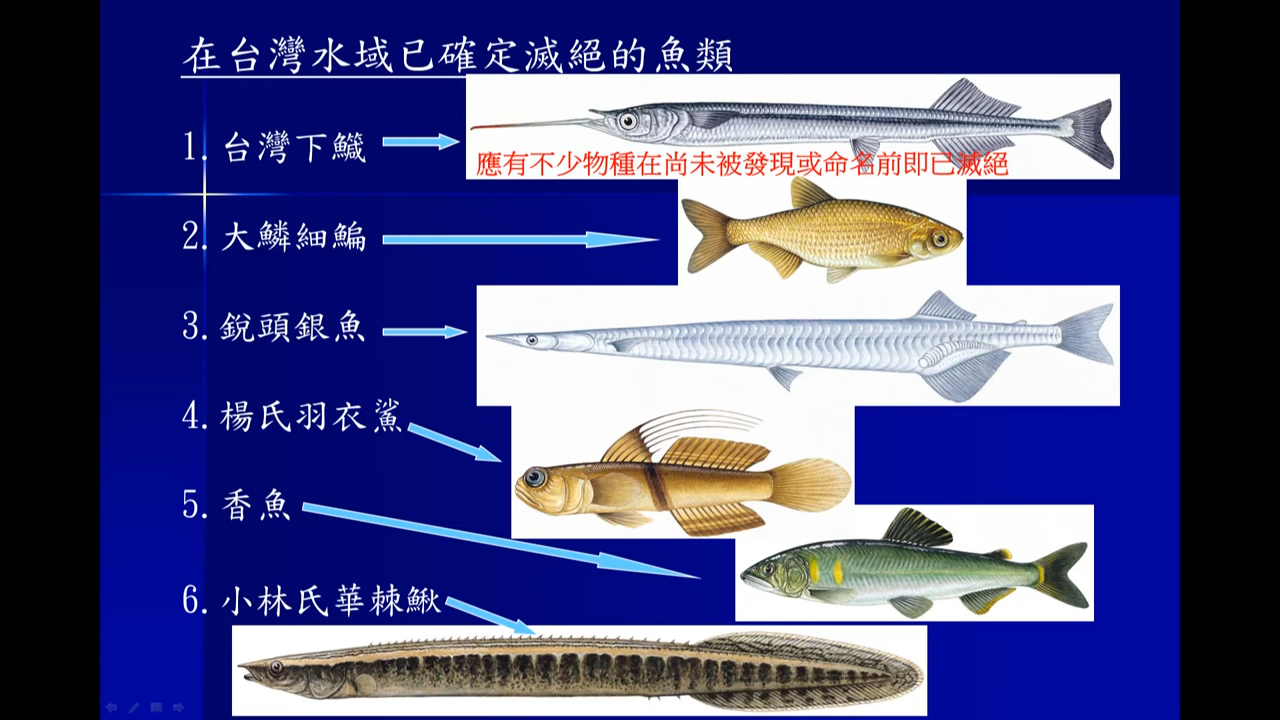 在台灣水域已確定滅絕的魚類
1.台灣下鱵
應有不少物種在尚未被發現或命名前即已滅絕
2.大鱗細鯿
3.銳頭銀魚
4.楊氏羽衣鯊
5.香魚
6.小林氏華棘鰍